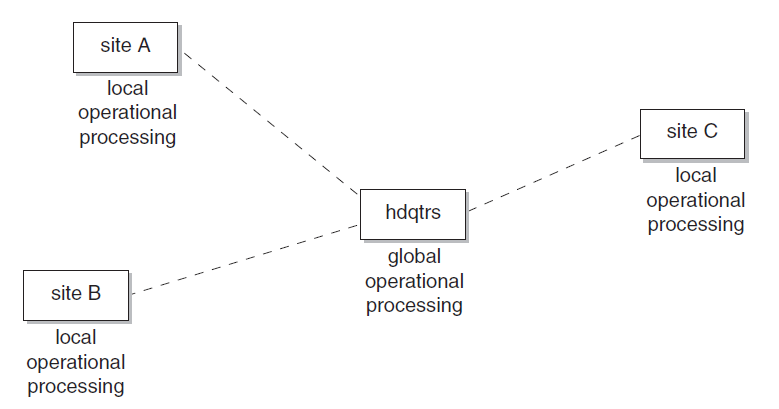 site A
local
operational
processing
site C
local
operational
processing
hdqtrs
global
operational
processing
site B
local
operational
processing